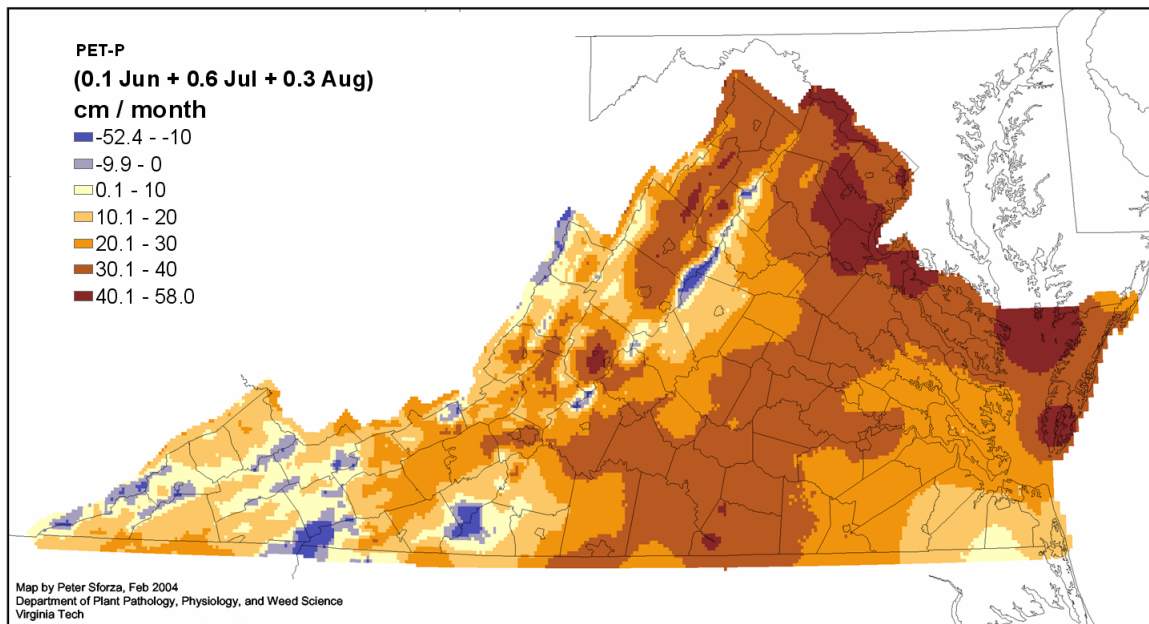 PET-P
(0.1 Jun + 0.6 Jul + 0.3 Aug)
cm / month
-52.4 - -10
-9.9 - 0
0.1 - 10
10.1 - 20
20.1 - 30
30.1 - 40
40.1 - 58.0
Map by Peter Sforza, Feb 2004
Department of Plant Pathology, Physiology, and Weed Science
Virginia Tech